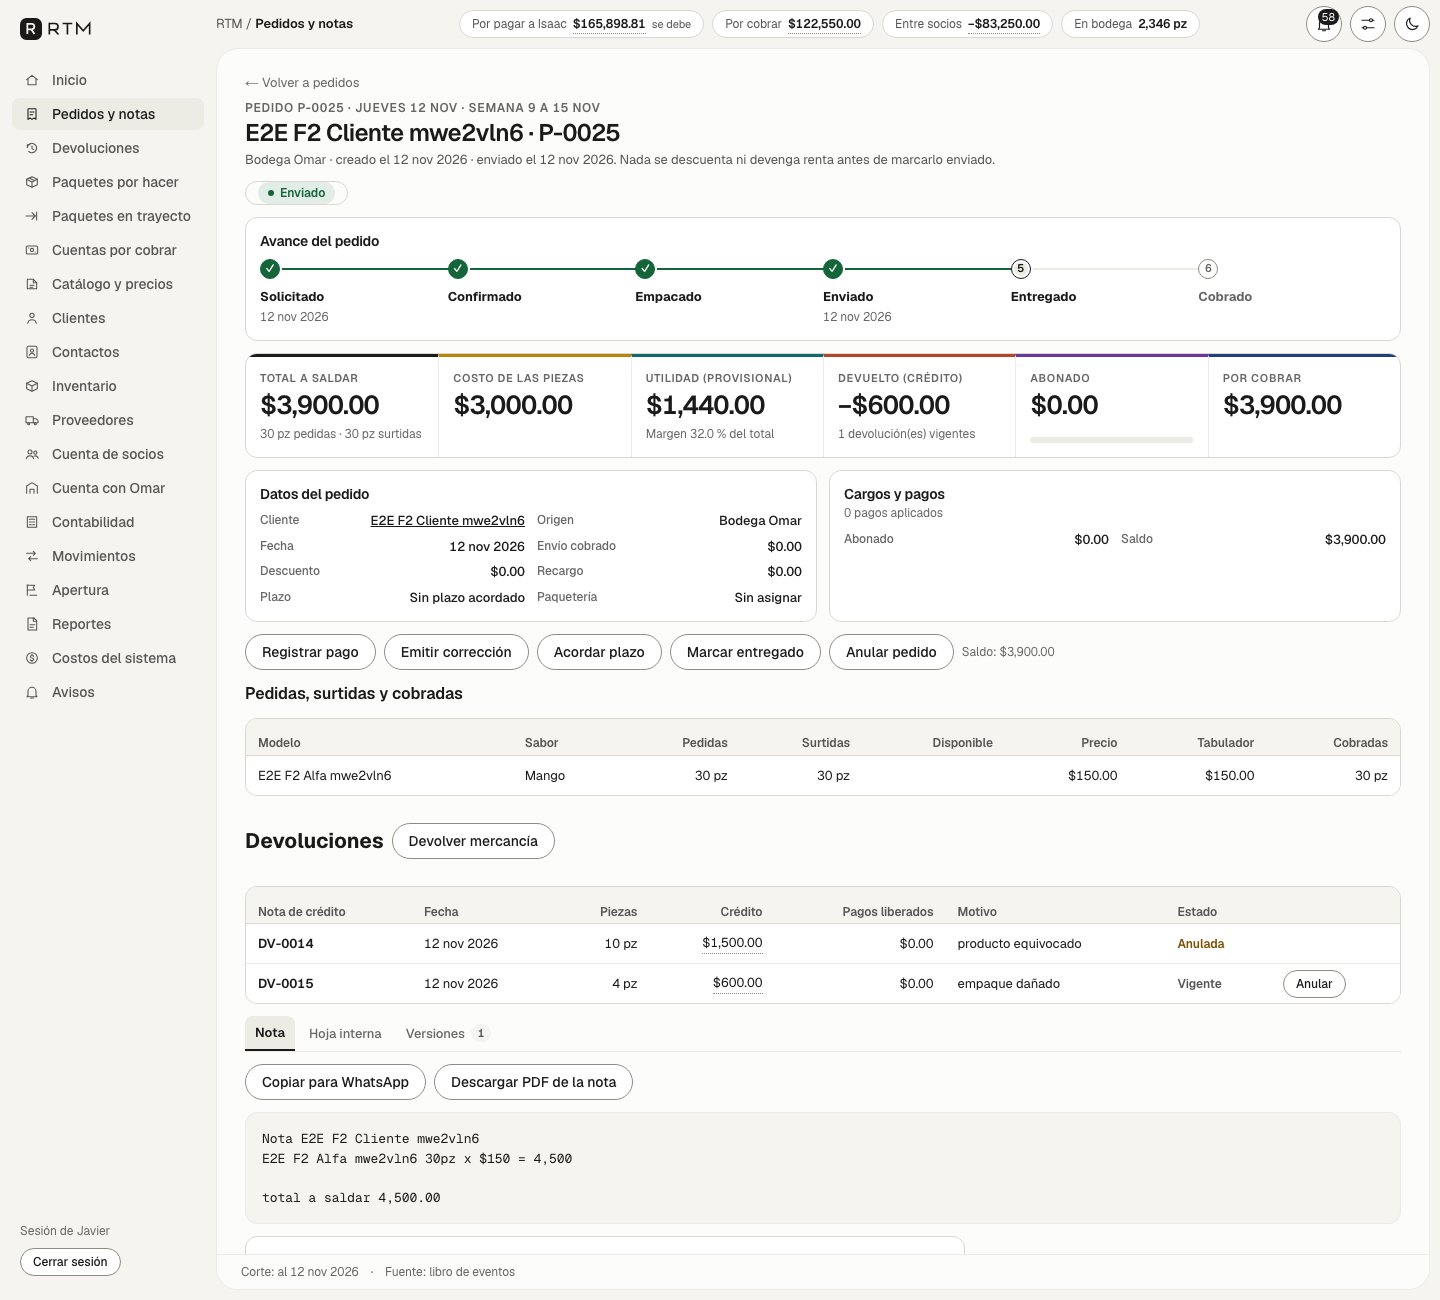 R RTM
RTM / Pedidos y notas
Por pagar a Isaac $165,898.81 se debe
Por cobrar $122,550.00
Entre socios −$83,250.00
En bodega 2,346 pz
58
Inicio
Pedidos y notas
Devoluciones
Paquetes por hacer
Paquetes en trayecto
Cuentas por cobrar
Catálogo y precios
Clientes
Contactos
Inventario
Proveedores
Cuenta de socios
Cuenta con Omar
Contabilidad
Movimientos
Apertura
Reportes
Costos del sistema
Avisos
Sesión de Javier
Cerrar sesión
← Volver a pedidos
PEDIDO P-0025 · JUEVES 12 NOV · SEMANA 9 A 15 NOV
E2E F2 Cliente mwe2vln6 · P-0025
Bodega Omar · creado el 12 nov 2026 · enviado el 12 nov 2026. Nada se descuenta ni devenga renta antes de marcarlo enviado.
Enviado
Avance del pedido
5 6
Solicitado Confirmado Empacado Enviado Entregado Cobrado
12 nov 2026 12 nov 2026
TOTAL A SALDAR COSTO DE LAS PIEZAS UTILIDAD (PROVISIONAL) DEVUELTO (CRÉDITO) ABONADO POR COBRAR
$3,900.00 $3,000.00 $1,440.00 −$600.00 $0.00 $3,900.00
30 pz pedidas · 30 pz surtidas Margen 32.0 % del total 1 devolución(es) vigentes
Datos del pedido
Cliente E2E F2 Cliente mwe2vln6 Origen Bodega Omar
Fecha 12 nov 2026 Envío cobrado $0.00
Descuento $0.00 Recargo $0.00
Plazo Sin plazo acordado Paquetería Sin asignar
Cargos y pagos
0 pagos aplicados
Abonado $0.00 Saldo $3,900.00
Registrar pago Emitir corrección Acordar plazo Marcar entregado Anular pedido Saldo: $3,900.00
Pedidas, surtidas y cobradas
Modelo Sabor Pedidas Surtidas Disponible Precio Tabulador Cobradas
E2E F2 Alfa mwe2vln6 Mango 30 pz 30 pz $150.00 $150.00 30 pz
Devoluciones Devolver mercancía
Nota de crédito Fecha Piezas Crédito Pagos liberados Motivo Estado
DV-0014 12 nov 2026 10 pz $1,500.00 $0.00 producto equivocado Anulada
DV-0015 12 nov 2026 4 pz $600.00 $0.00 empaque dañado Vigente Anular
Nota Hoja interna Versiones 1
Copiar para WhatsApp Descargar PDF de la nota
Nota E2E F2 Cliente mwe2vln6
E2E F2 Alfa mwe2vln6 30pz x $150 = 4,500
total a saldar 4,500.00
Corte: al 12 nov 2026 · Fuente: libro de eventos